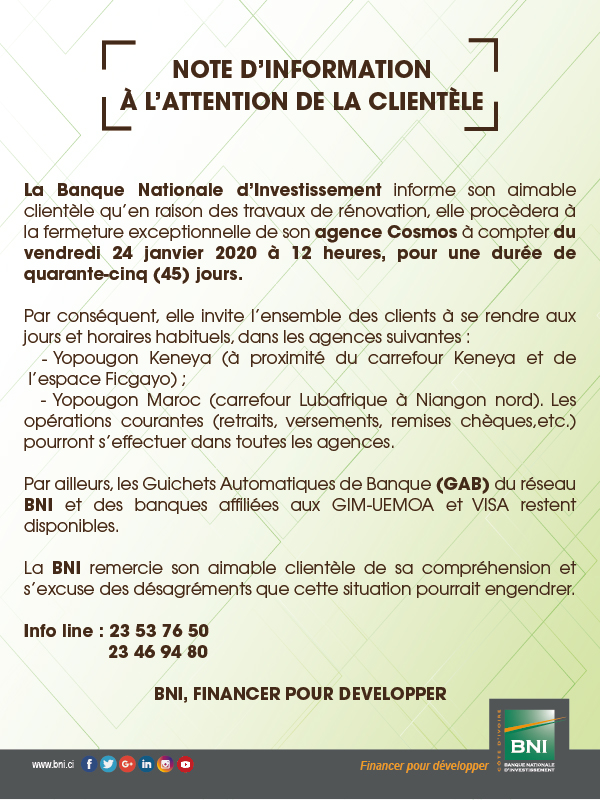 NOTE D’INFORMATION
À L’ATTENTION DE LA CLIENTÈLE
La Banque Nationale d’Investissement informe son aimable
clientèle qu’en raison des travaux de rénovation, elle procèdera à
la fermeture exceptionnelle de son agence Cosmos à compter du
vendredi 24 janvier 2020 à 12 heures, pour une durée de
quarante-cinq (45) jours.
Par conséquent, elle invite l’ensemble des clients à se rendre aux
jours et horaires habituels, dans les agences suivantes :
- Yopougon Keneya (à proximité du carrefour Keneya et de
l’espace Ficgayo) ;
- Yopougon Maroc (carrefour Lubafrique à Niangon nord). Les
opérations courantes (retraits, versements, remises chèques,etc.)
pourront s’effectuer dans toutes les agences.
Par ailleurs, les Guichets Automatiques de Banque (GAB) du réseau
BNI et des banques affiliées aux GIM-UEMOA et VISA restent
disponibles.
La BNI remercie son aimable clientèle de sa compréhension et
s’excuse des désagréments que cette situation pourrait engendrer.
Info line : 23 53 76 50
23 46 94 80
BNI, FINANCER POUR DEVELOPPER
www.bni.ci
Financer pour développer
CÔTE D’IVOIRE
BNI
BANQUE NATIONALE
D’INVESTISSEMENT